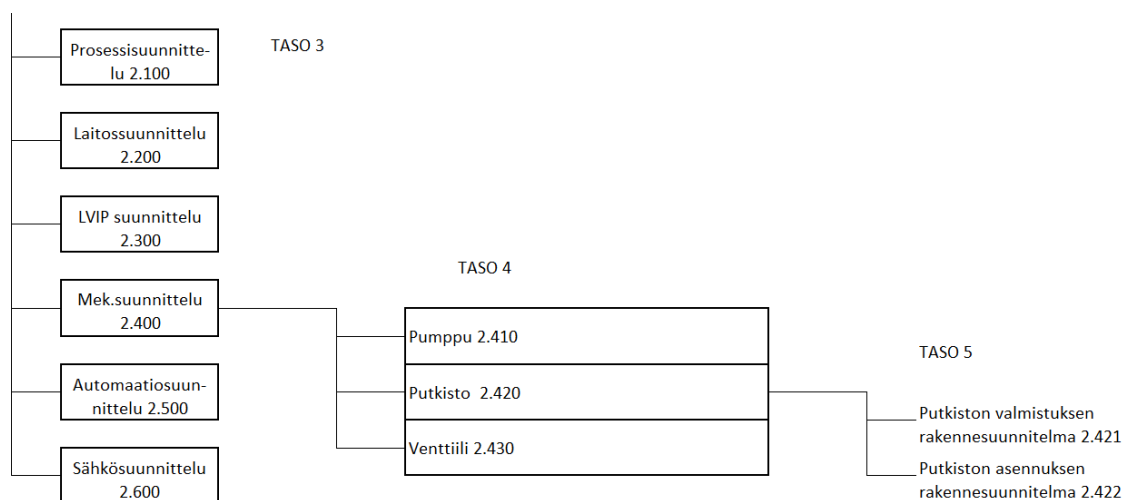 TASO 3
Prosessisuunnitte-
lu 2.100
Laitossuunnittelu
2.200
LVIP suunnittelu
2.300
Mek.suunnittelu
2.400
Automaatiosuun-
nittelu 2.500
Sähkösuunnittelu
2.600
TASO 4
Pumppu 2.410
Putkisto  2.420
Venttiili 2.430
TASO 5
Putkiston valmistuksen
rakennesuunnitelma 2.421
Putkiston asennuksen
rakennesuunnitelma 2.422